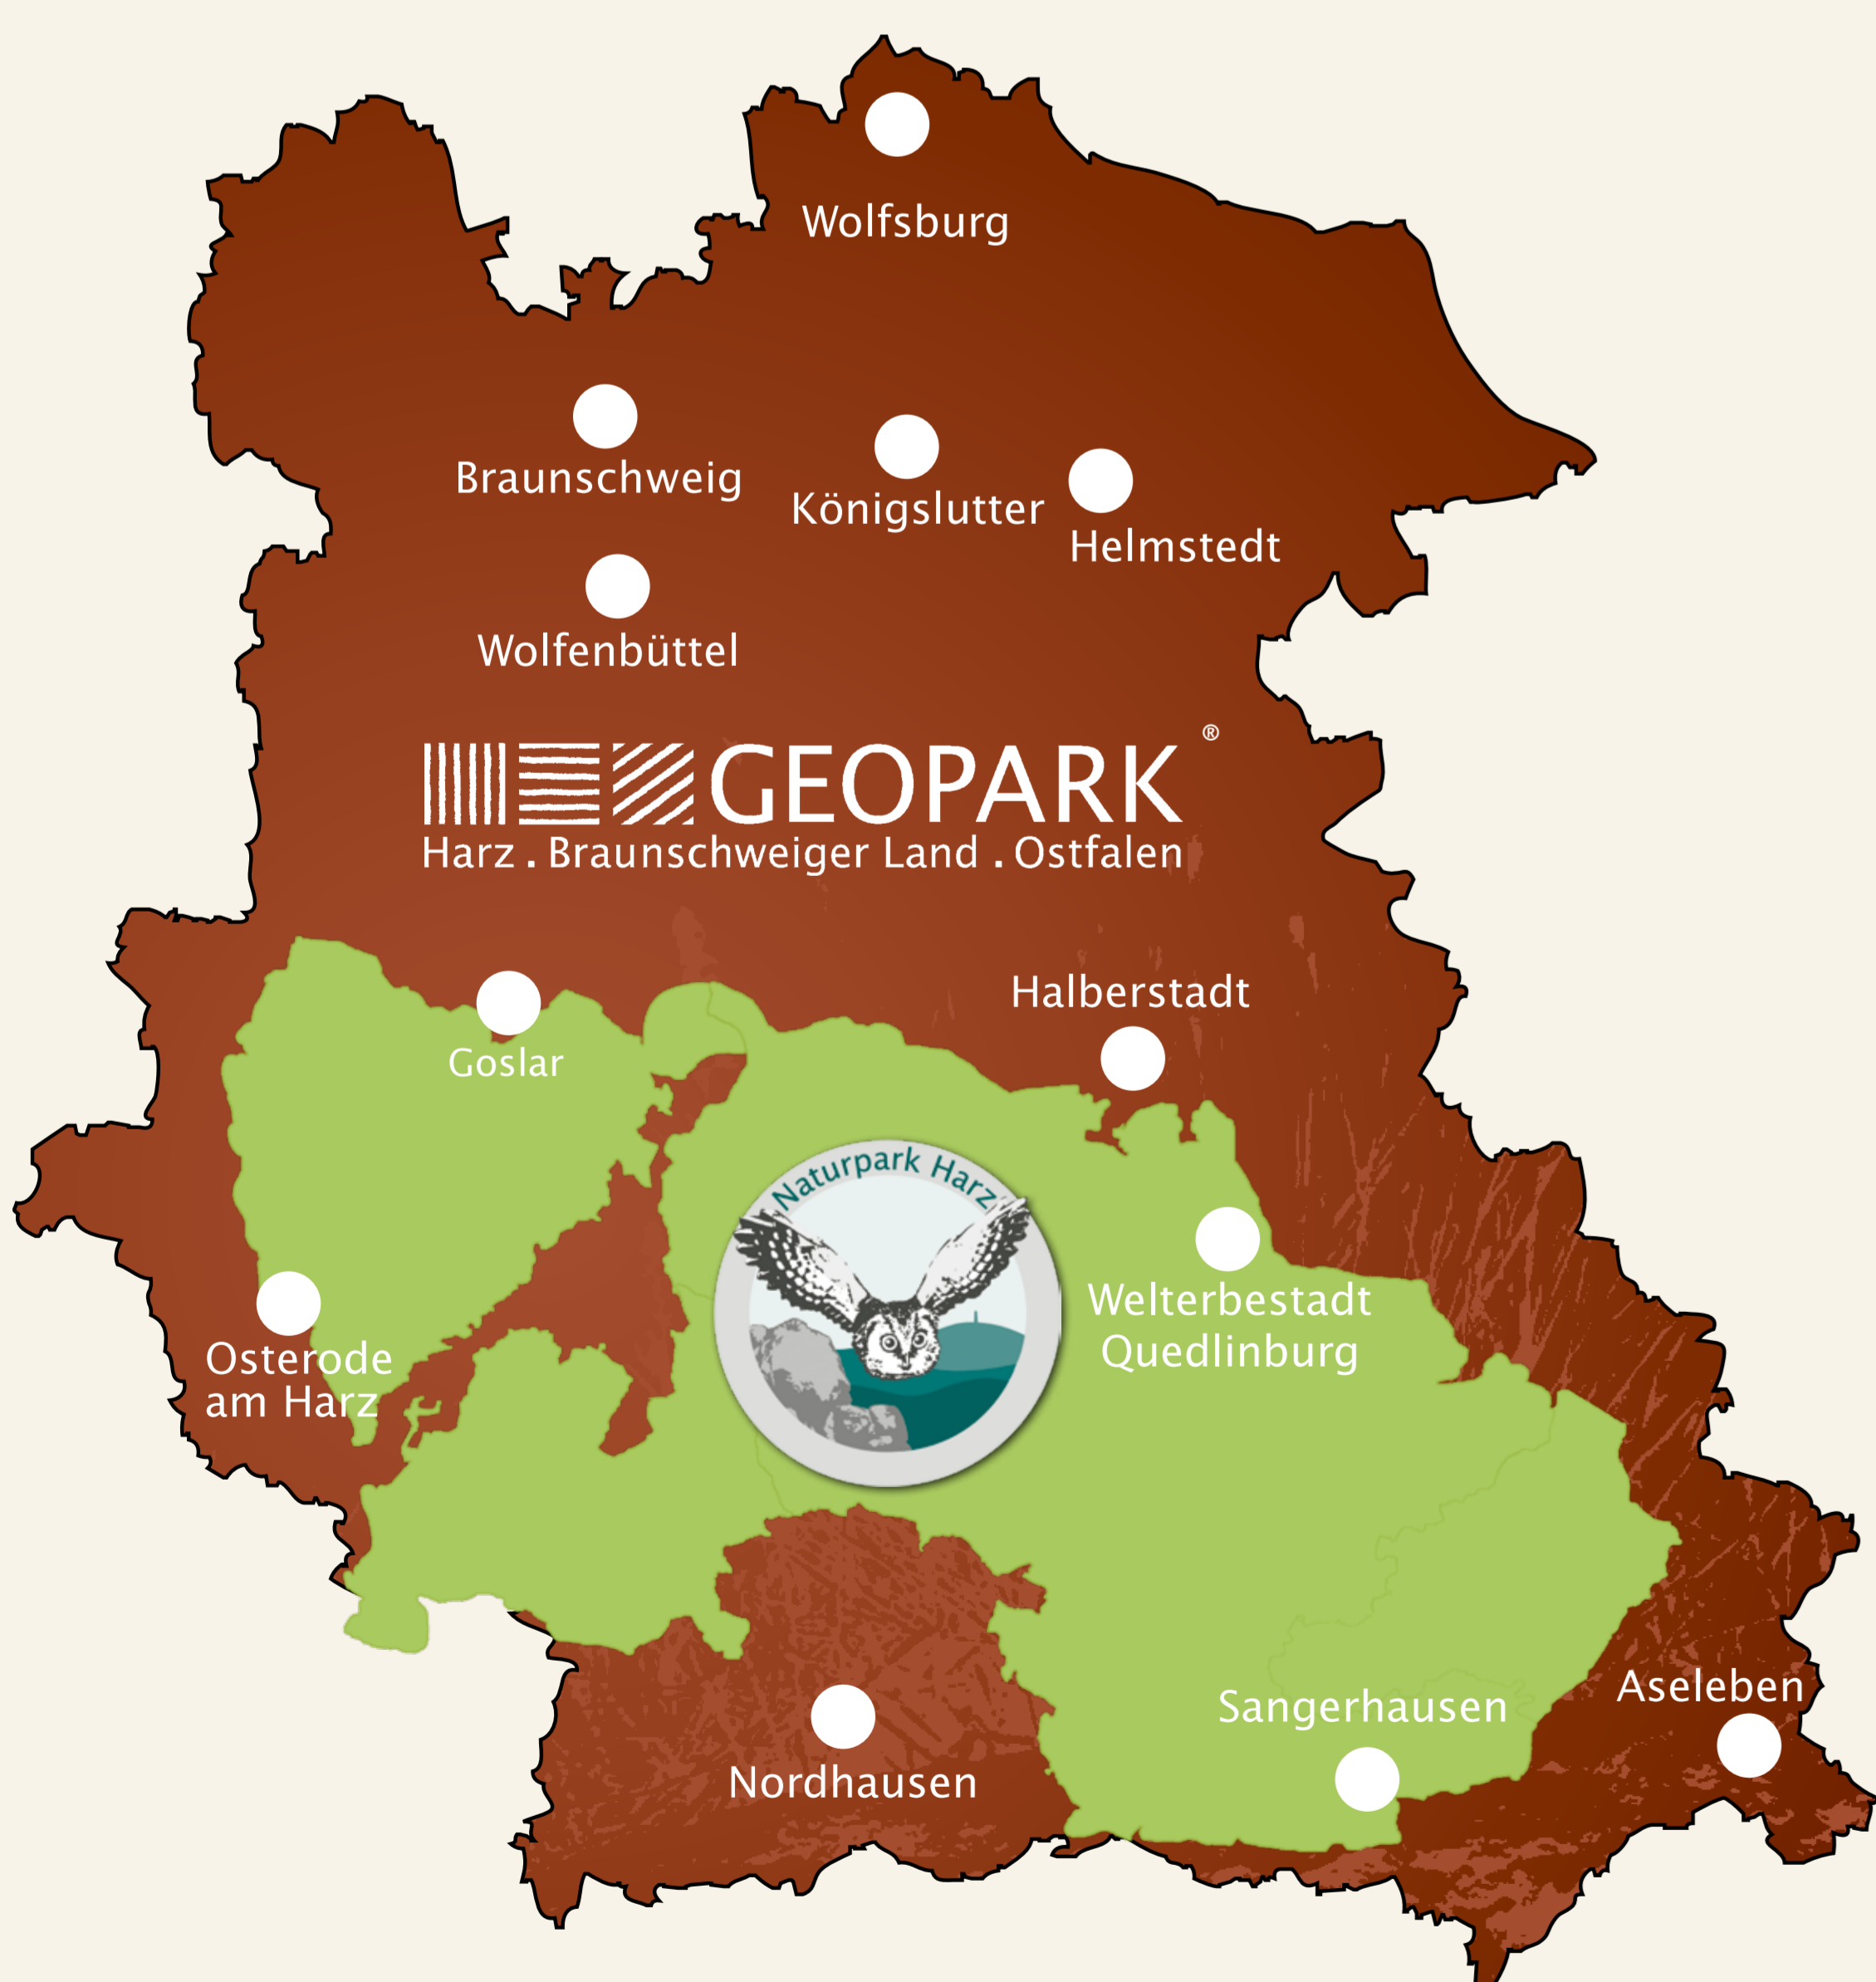 Wolfsburg
Braunschweig
Königslutter
Helmstedt
Wolfenbüttel
GEOPARK ®
Harz . Braunschweiger Land . Ostfalen
Halberstadt
Goslar
Naturpark Harz
Welterbestadt
Quedlinburg
Osterode
am Harz
Aseleben
Sangerhausen
Nordhausen